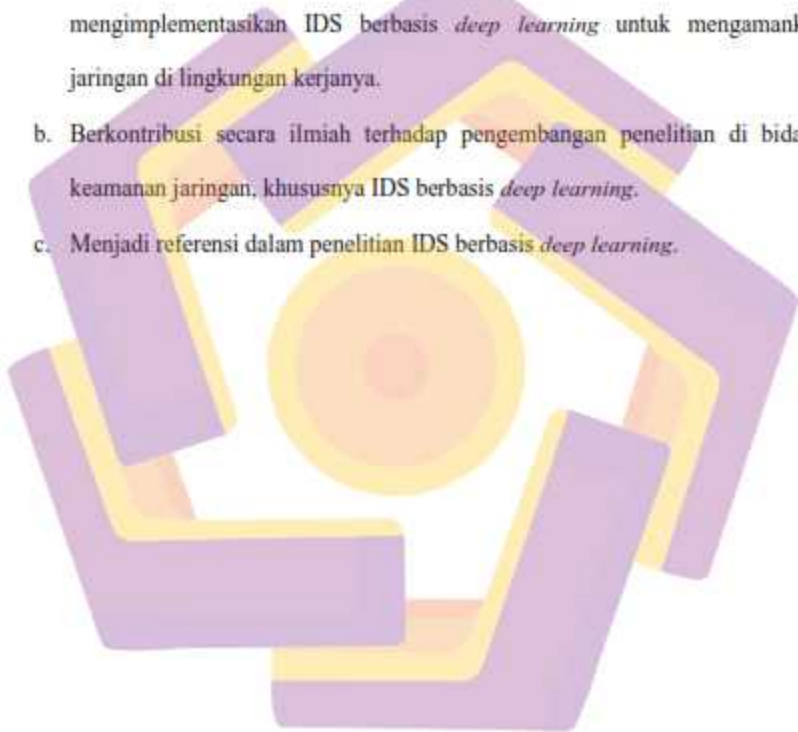 mengimplementasikan IDS berbasis deep learning untuk mengamank
jaringan di lingkungan kerjanya.
b. Berkontribusi secara ilmiah terhadap pengembangan penelitian di bida
keamanan jaringan, khususnya IDS berbasis deep learning.
c. Menjadi referensi dalam penelitian IDS berbasis deep learning.